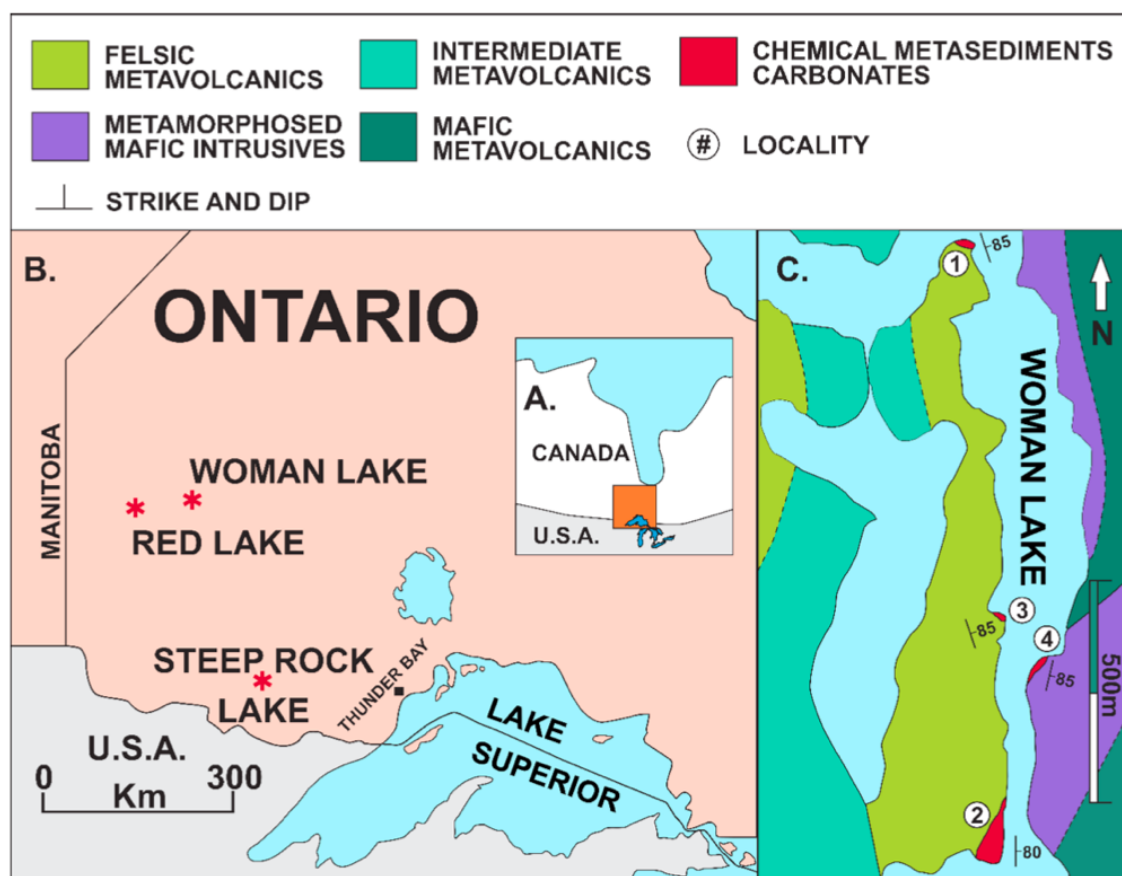 FELSIC
METAVOLCANICS
INTERMEDIATE
METAVOLCANICS
CHEMICAL METASEDIMENTS
CARBONATES
METAMORPHOSED
MAFIC INTRUSIVES
MAFIC
METAVOLCANICS
# LOCALITY
STRIKE AND DIP
B.
ONTARIO
MANITOBA
WOMAN LAKE
RED LAKE
STEEP ROCK
LAKE
THUNDER BAY
LAKE
SUPERIOR
U.S.A.
0 300
Km
A.
CANADA
U.S.A.
C.
1
85
N
WOMAN LAKE
3
85
4
85
500m
2
80